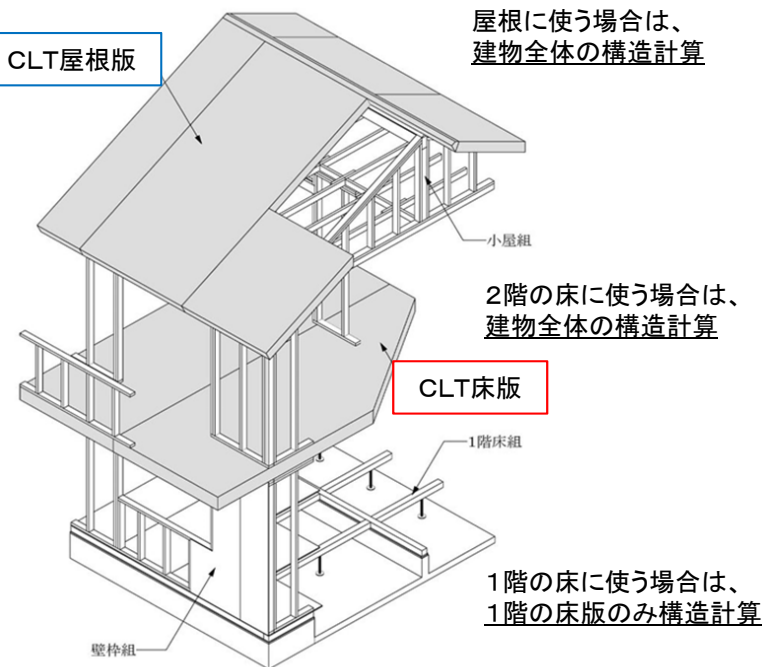 屋根に使う場合は、
建物全体の構造計算
CLT屋根版
小屋組
2階の床に使う場合は、
建物全体の構造計算
CLT床版
1階床組
1階の床に使う場合は、
1階の床版のみ構造計算
壁枠組